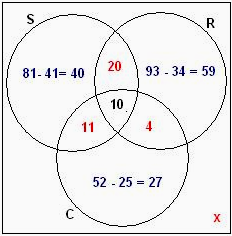 S
R
20
81- 41= 40
93 - 34 = 59
10
11
4
52 - 25 = 27
C
x